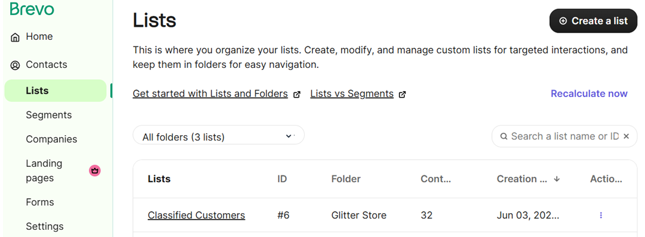 Brevo
Home
Contacts
Lists
Segments
Companies
Landing
pages
Forms
Settings
Lists
Create a list
This is where you organize your lists. Create, modify, and manage custom lists for targeted interactions, and
keep them in folders for easy navigation.
Get started with Lists and Folders Lists vs Segments Recalculate now
All folders (3 lists) Search a list name or ID
Lists ID Folder Cont... Creation ... Actio...
Classified Customers #6 Glitter Store 32 Jun 03, 202...